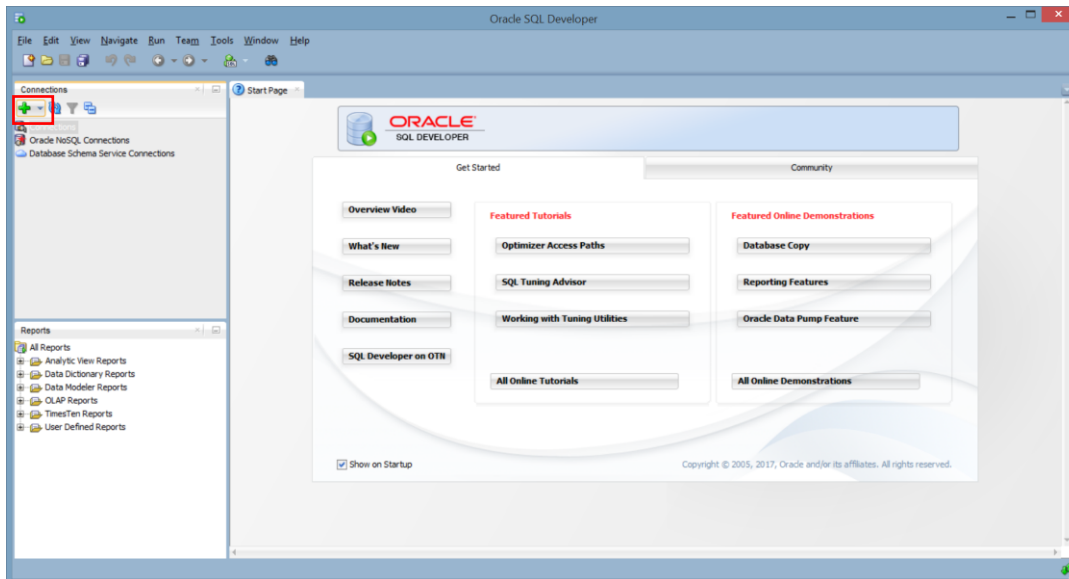 Oracle SQL Developer
File Edit View Navigate Run Team Tools Window Help
Connections
Start Page
Connections
Oracle NoSQL Connections
Database Schema Service Connections
ORACLE
SQL DEVELOPER
Get Started
Community
Overview Video
What's New
Release Notes
Documentation
SQL Developer on OTN
Featured Tutorials
Optimizer Access Paths
SQL Tuning Advisor
Working with Tuning Utilities
All Online Tutorials
Featured Online Demonstrations
Database Copy
Reporting Features
Oracle Data Pump Feature
All Online Demonstrations
Show on Startup
Copyright © 2005, 2017, Oracle and/or its affiliates. All rights reserved.
Reports
All Reports
Analytic View Reports
Data Dictionary Reports
Data Modeler Reports
OLAP Reports
TimesTen Reports
User Defined Reports